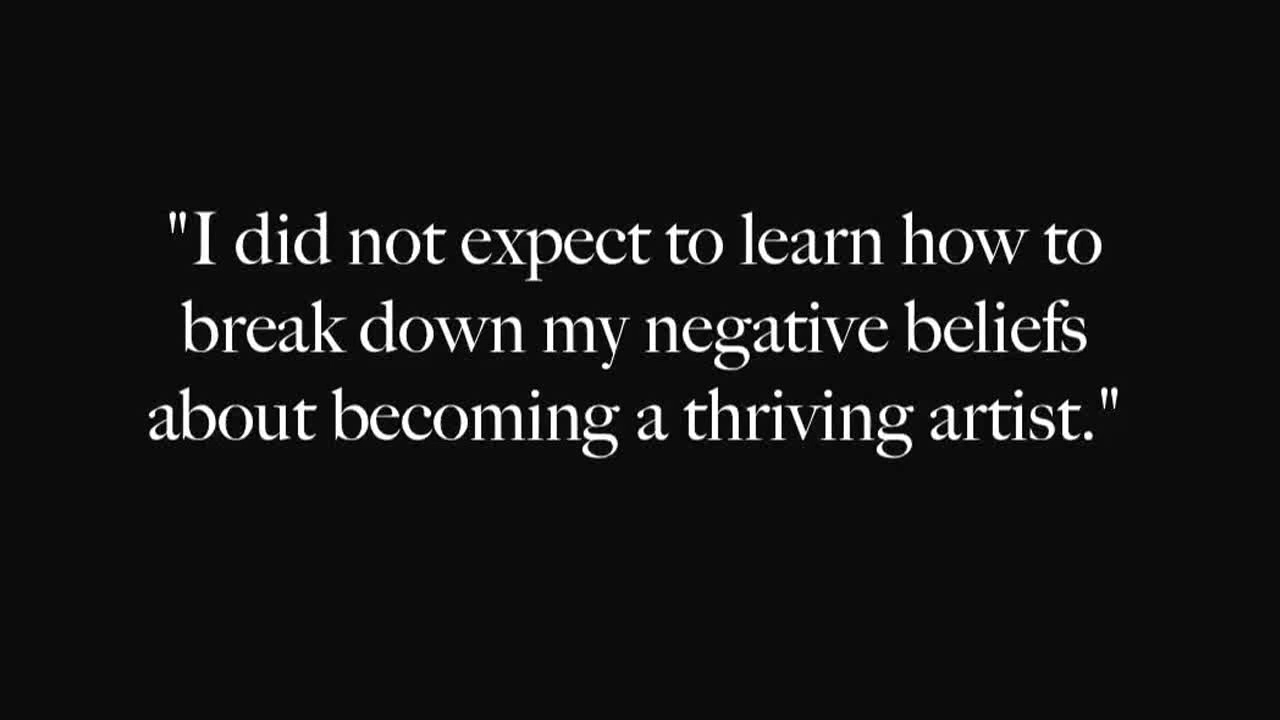 "I did not expect to learn how to
break down my negative beliefs
about becoming a thriving artist."